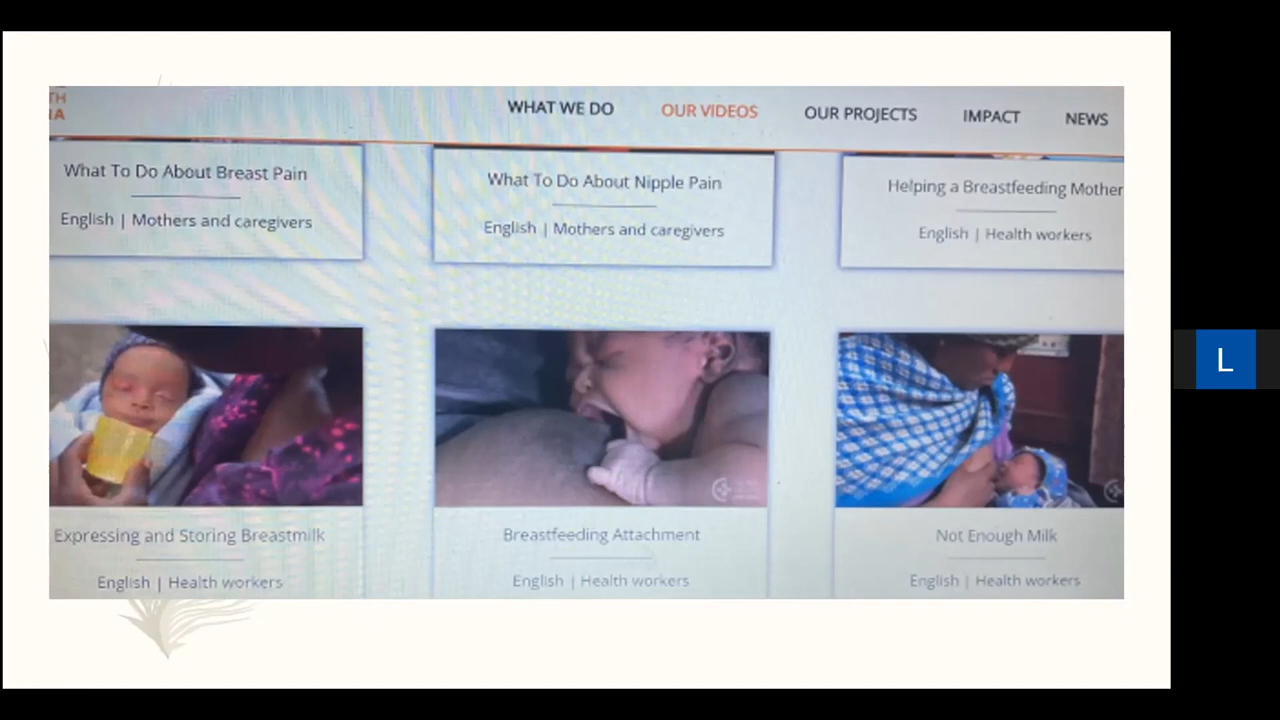 TH
IA
WHAT WE DO
OUR VIDEOS
OUR PROJECTS
IMPACT
NEWS
What To Do About Breast Pain
English | Mothers and caregivers
What To Do About Nipple Pain
English | Mothers and caregivers
Helping a Breastfeeding Mother
English | Health workers
Expressing and Storing Breastmilk
English | Health workers
Breastfeeding Attachment
English | Health workers
Not Enough Milk
English | Health workers
L